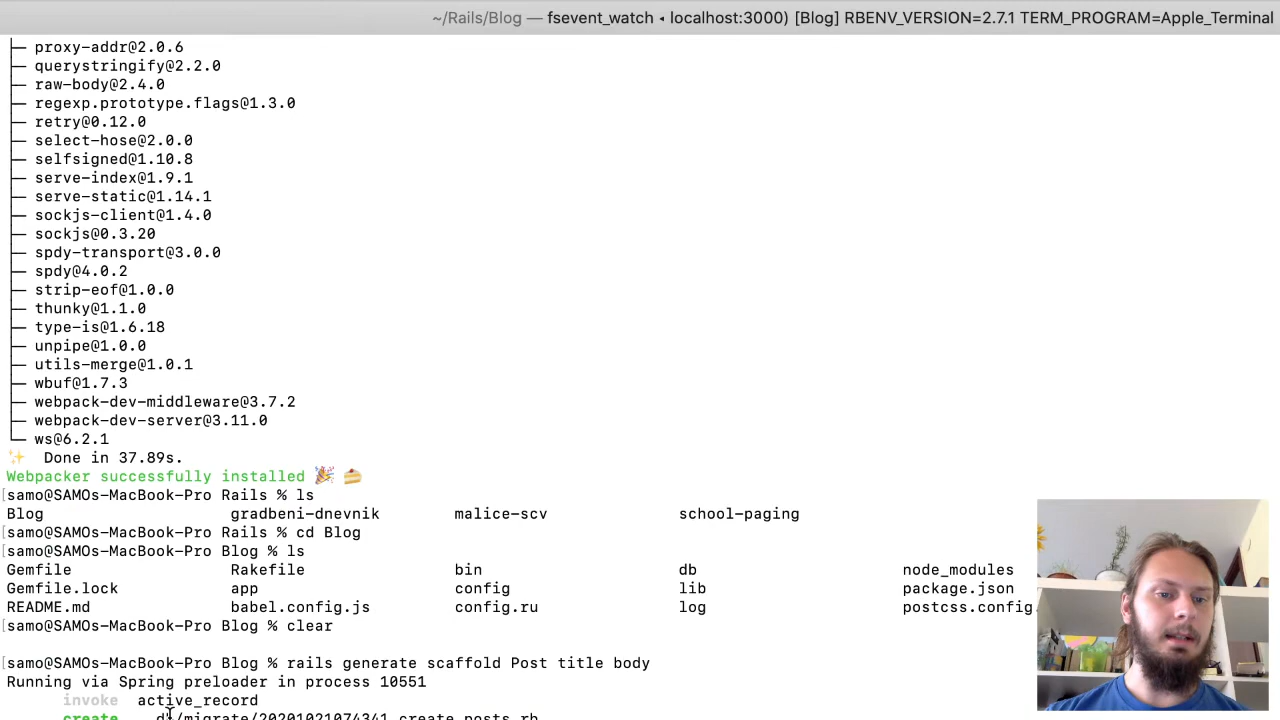 ~/Rails/Blog — fsevent_watch ◂ localhost:3000) [Blog] RBENV_VERSION=2.7.1 TERM_PROGRAM=Apple_Terminal
├─ proxy-addr@2.0.6
├─ querystringify@2.2.0
├─ raw-body@2.4.0
├─ regexp.prototype.flags@1.3.0
├─ retry@0.12.0
├─ select-hose@2.0.0
├─ selfsigned@1.10.8
├─ serve-index@1.9.1
├─ serve-static@1.14.1
├─ sockjs-client@1.4.0
├─ sockjs@0.3.20
├─ spdy-transport@3.0.0
├─ spdy@4.0.2
├─ strip-eof@1.0.0
├─ thunky@1.1.0
├─ type-is@1.6.18
├─ unpipe@1.0.0
├─ utils-merge@1.0.1
├─ wbuf@1.7.3
├─ webpack-dev-middleware@3.7.2
├─ webpack-dev-server@3.11.0
└─ ws@6.2.1
✨ Done in 37.89s.
Webpacker successfully installed 🎉 🍰
[samo@SAMOs-MacBook-Pro Rails % ls
Blog gradbeni-dnevnik malice-scv school-paging
[samo@SAMOs-MacBook-Pro Rails % cd Blog
[samo@SAMOs-MacBook-Pro Blog % ls
Gemfile Rakefile bin db node_modules
Gemfile.lock app config lib package.json
README.md babel.config.js config.ru log postcss.config.
[samo@SAMOs-MacBook-Pro Blog % clear
[samo@SAMOs-MacBook-Pro Blog % rails generate scaffold Post title body
Running via Spring preloader in process 10551
invoke active_record
create db/migrate/20201021074341_create_posts.rb